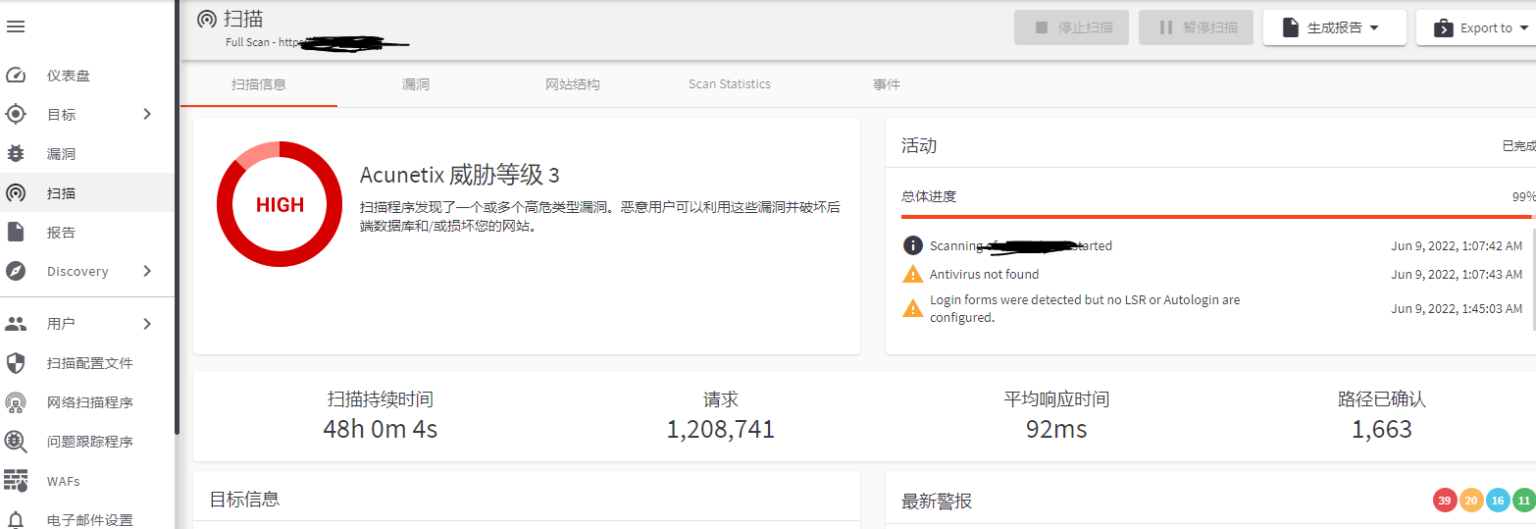 扫描
Full Scan - https
停止扫描
暂停扫描
生成报告
Export to
仪表盘
目标
漏洞
扫描
报告
Discovery
用户
扫描配置文件
网络扫描程序
问题跟踪程序
WAFs
电子邮件设置
扫描信息
漏洞
网站结构
Scan Statistics
事件
HIGH
Acunetix 威胁等级 3
扫描程序发现了一个或多个高危类型漏洞。恶意用户可以利用这些漏洞并破坏后
端数据库和/或损坏您的网站。
活动
已完成
总体进度
99%
Scanning of started
Jun 9, 2022, 1:07:42 AM
Antivirus not found
Jun 9, 2022, 1:07:43 AM
Login forms were detected but no LSR or Autologin are
configured.
Jun 9, 2022, 1:45:03 AM
扫描持续时间
48h 0m 4s
请求
1,208,741
平均响应时间
92ms
路径已确认
1,663
目标信息
最新警报
39
20
16
11